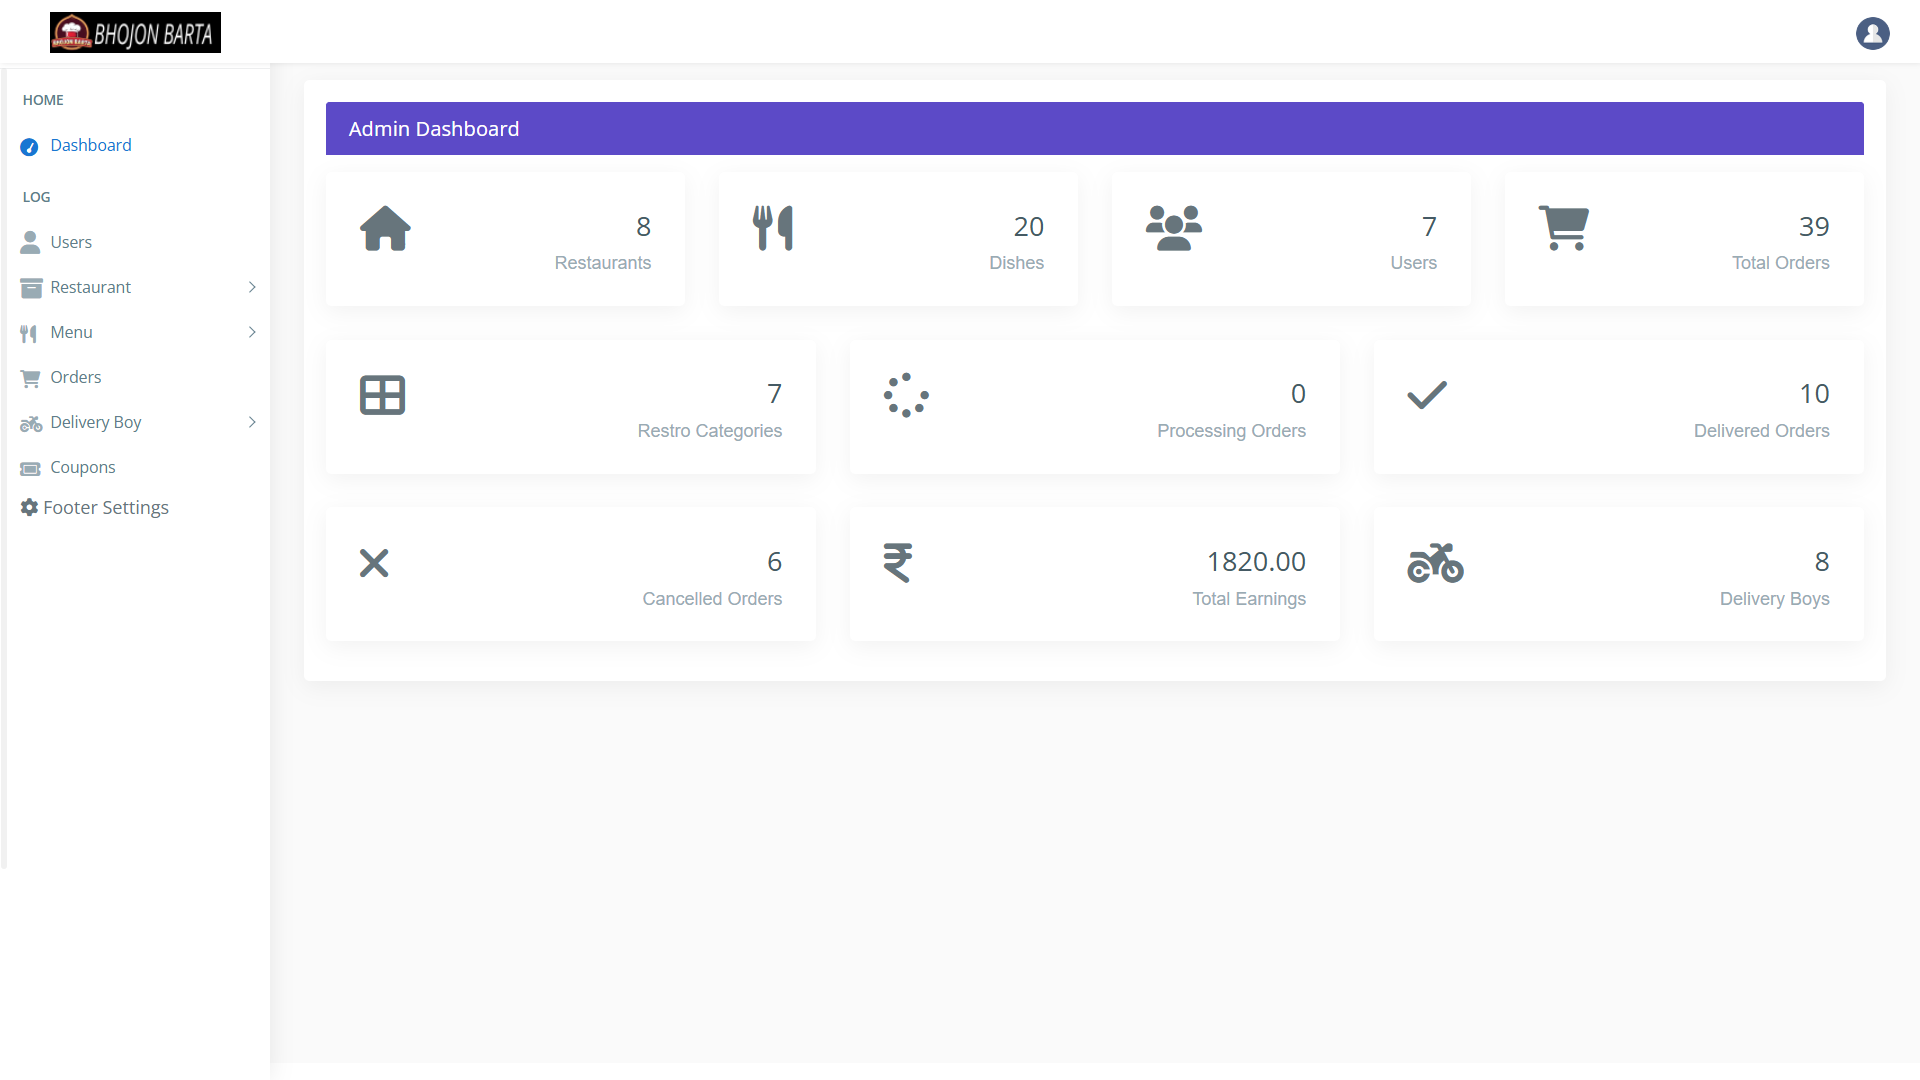 BHOJON BARTA
HOME
Dashboard
LOG
Users
Restaurant
Menu
Orders
Delivery Boy
Coupons
Footer Settings
Admin Dashboard
8
Restaurants
20
Dishes
7
Users
39
Total Orders
7
Restro Categories
0
Processing Orders
10
Delivered Orders
6
Cancelled Orders
₹
1820.00
Total Earnings
8
Delivery Boys